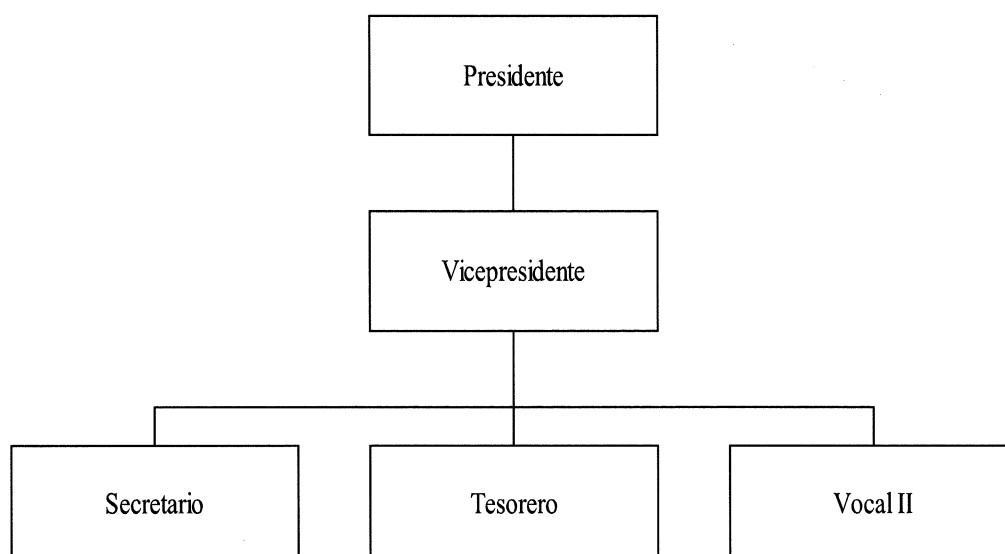 Presidente
Vicepresidente
Secretario
Tesorero
Vocal II